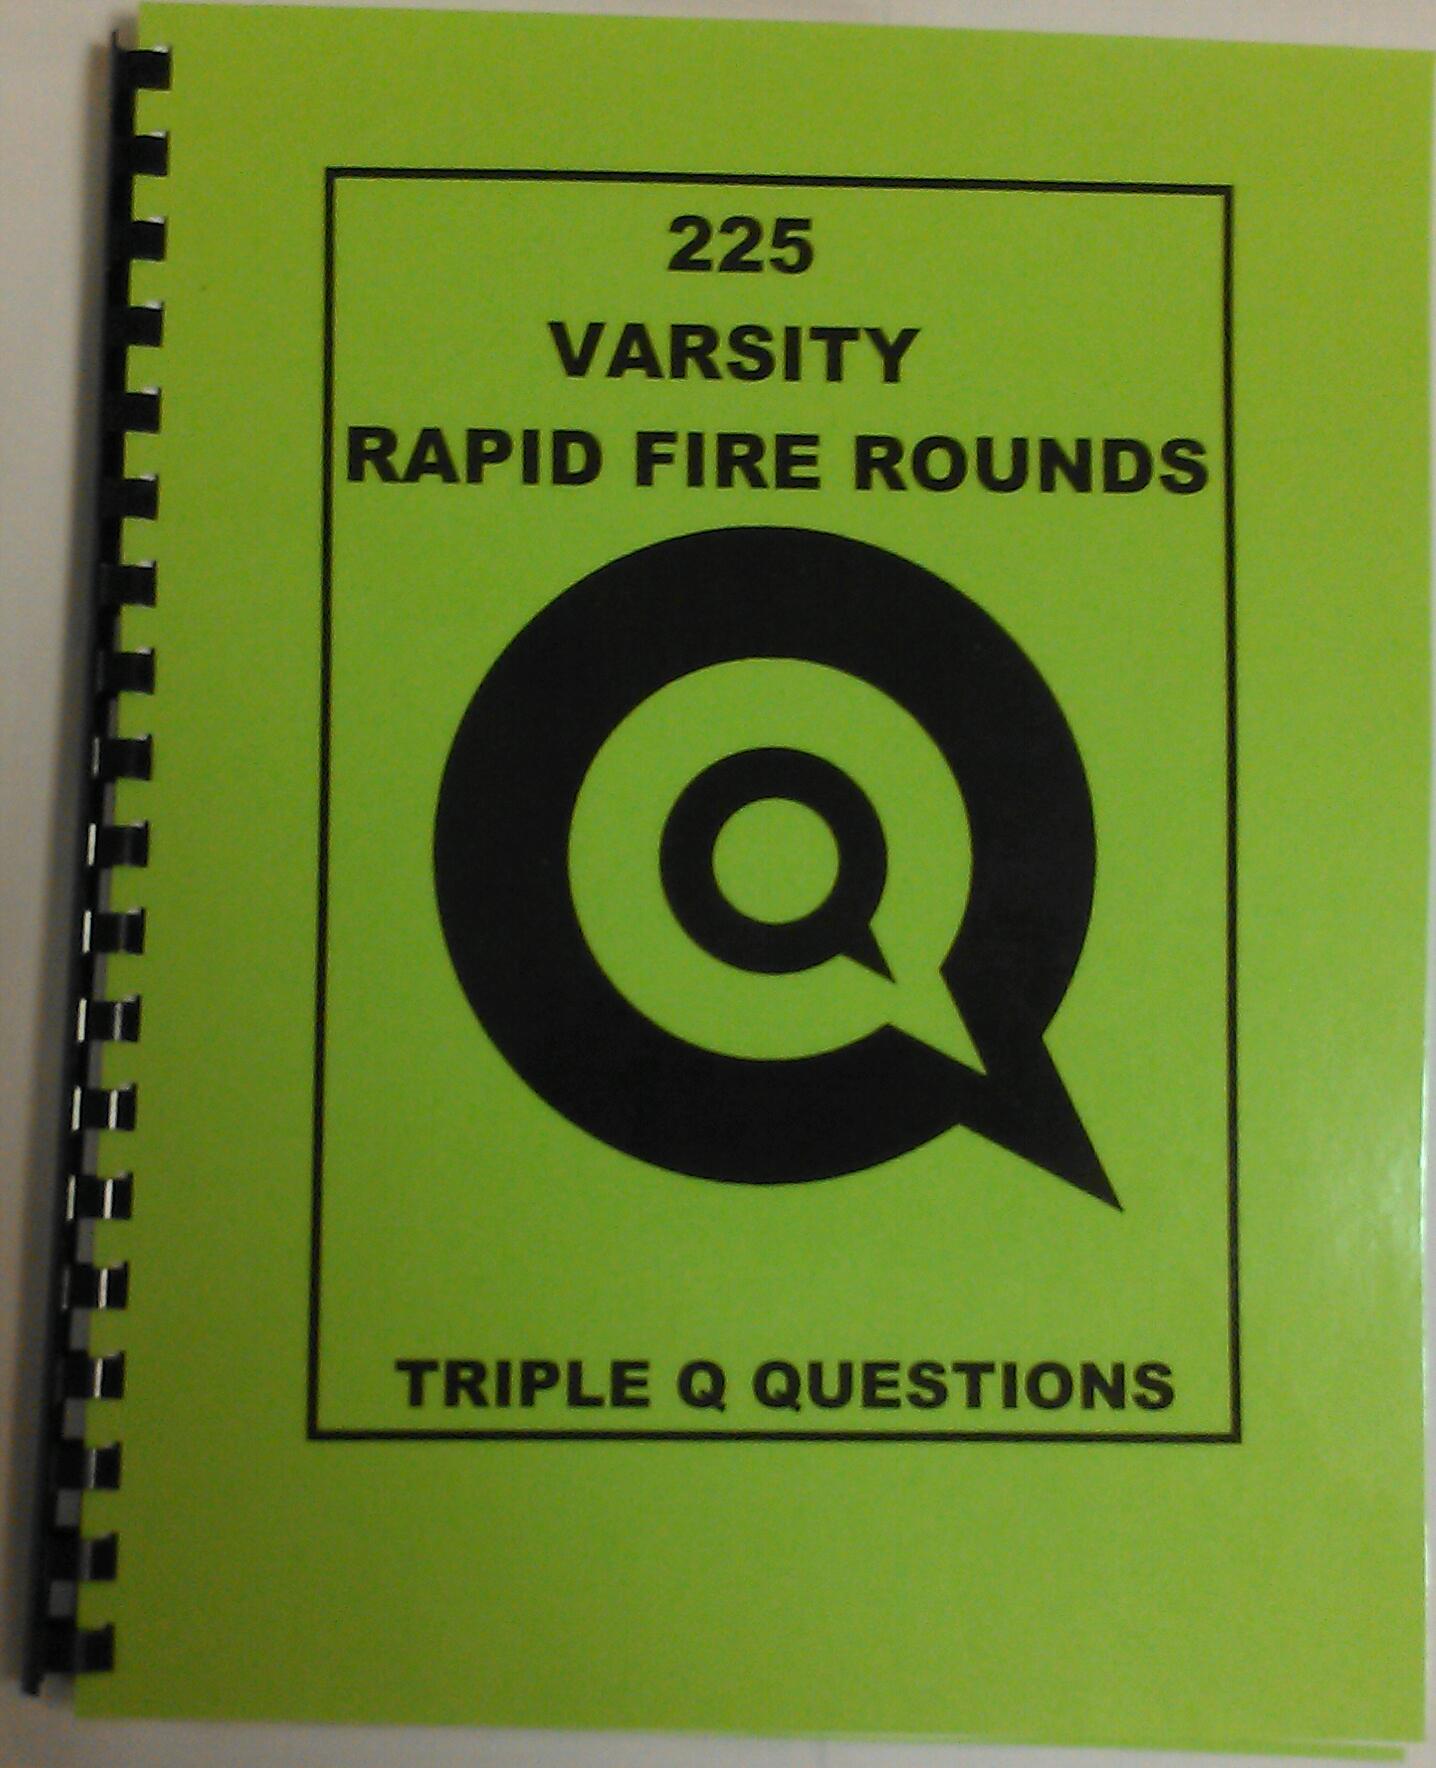 225
VARSITY
RAPID FIRE ROUNDS
TRIPLE Q QUESTIONS